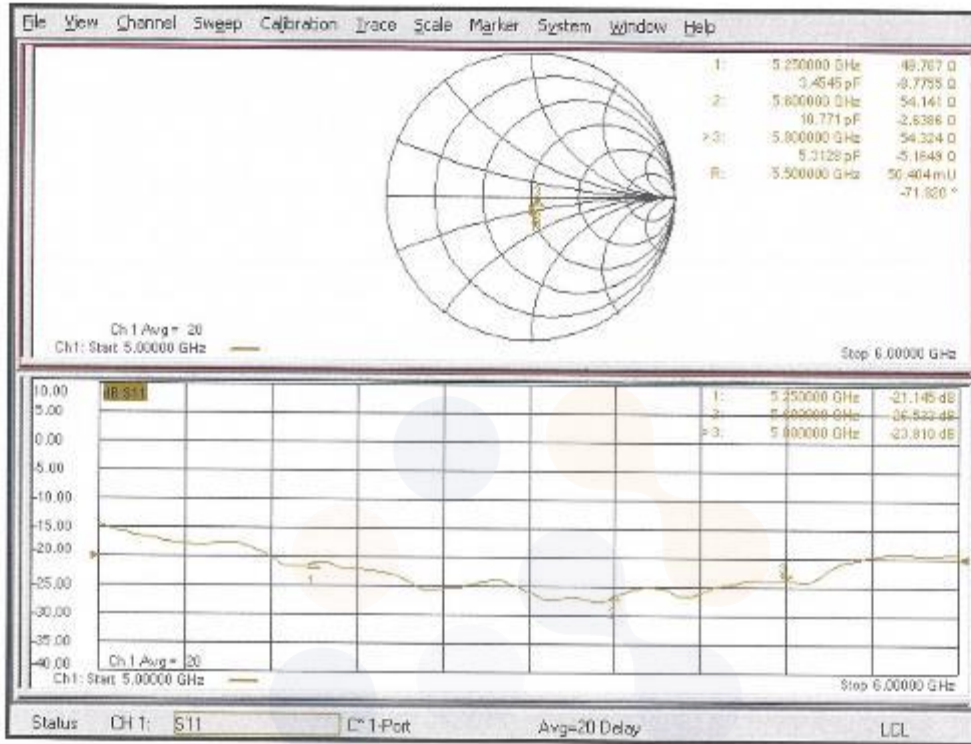 File View Channel Sweep Calibration Trace Scale Marker System Window Help
1: 5.250000 GHz 49.767 Ω
3.4545 pF -8.7755 Ω
2: 5.600000 GHz 54.141 Ω
10.771 pF -2.6386 Ω
>3: 5.800000 GHz 54.324 Ω
5.3128 pF -5.1649 Ω
R: 5.500000 GHz 50.404 mU
Ch 1 Avg = 20
Ch1: Start 5.00000 GHz
Stop 6.00000 GHz
10.00
dB S11
5.00
0.00
-5.00
-10.00
-15.00
-20.00
-25.00
-30.00
-35.00
-40.00
1: 5.250000 GHz -21.145 dB
2: 5.600000 GHz -26.533 dB
>3: 5.800000 GHz -23.810 dB
1
2
3
Ch 1 Avg = 20
Ch1: Start 5.00000 GHz
Stop 6.00000 GHz
Status CH 1: S11 C* 1-Port Avg=20 Delay LCL